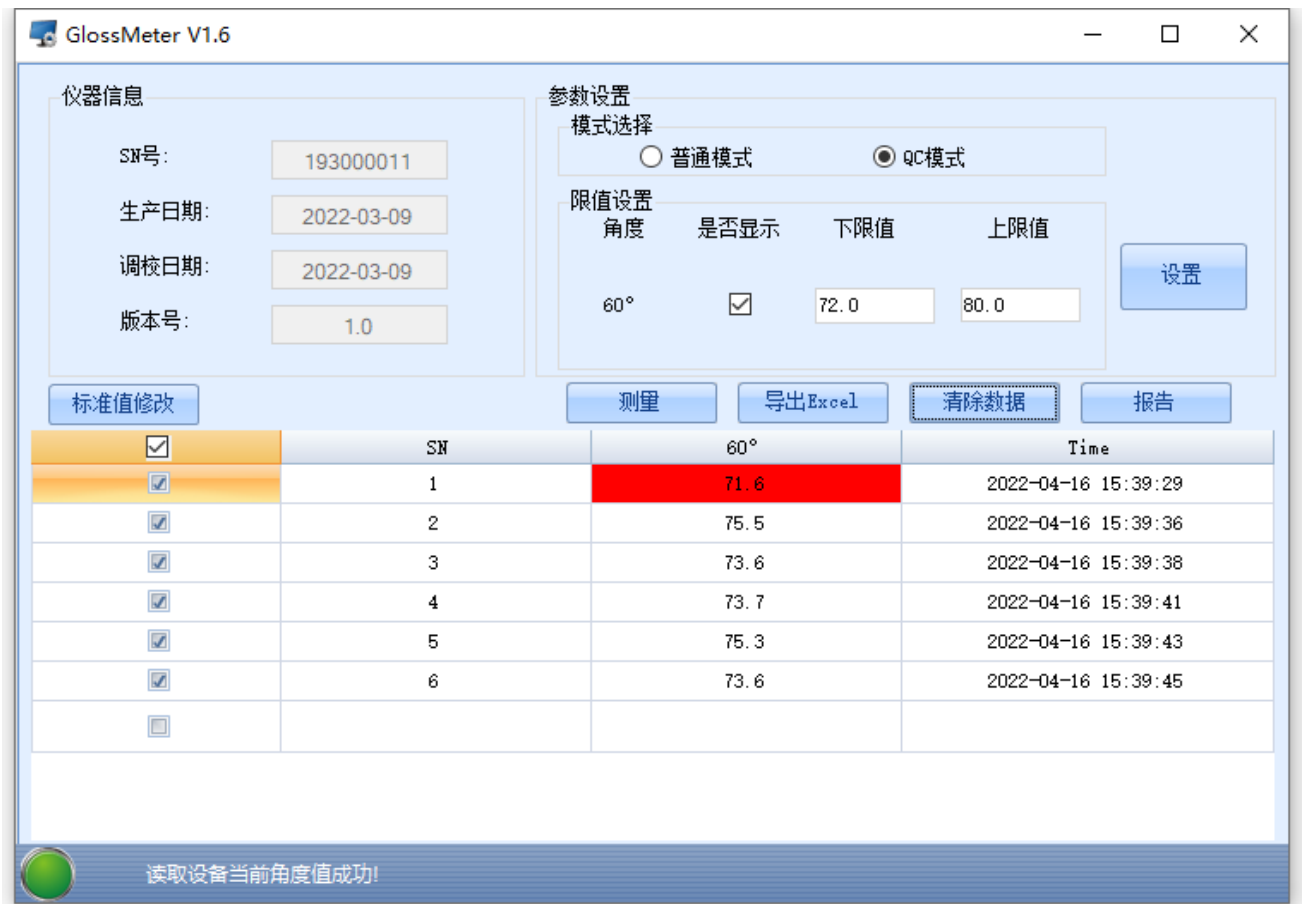 GlossMeter V1.6
仪器信息
SN号: 193000011
生产日期: 2022-03-09
调校日期: 2022-03-09
版本号: 1.0
参数设置
模式选择
普通模式 QC模式
限值设置
角度 是否显示 下限值 上限值
60° 72.0 80.0
设置
标准值修改 测量 导出Excel 清除数据 报告
SN 60° Time
1 71.6 2022-04-16 15:39:29
2 75.5 2022-04-16 15:39:36
3 73.6 2022-04-16 15:39:38
4 73.7 2022-04-16 15:39:41
5 75.3 2022-04-16 15:39:43
6 73.6 2022-04-16 15:39:45
读取设备当前角度值成功!